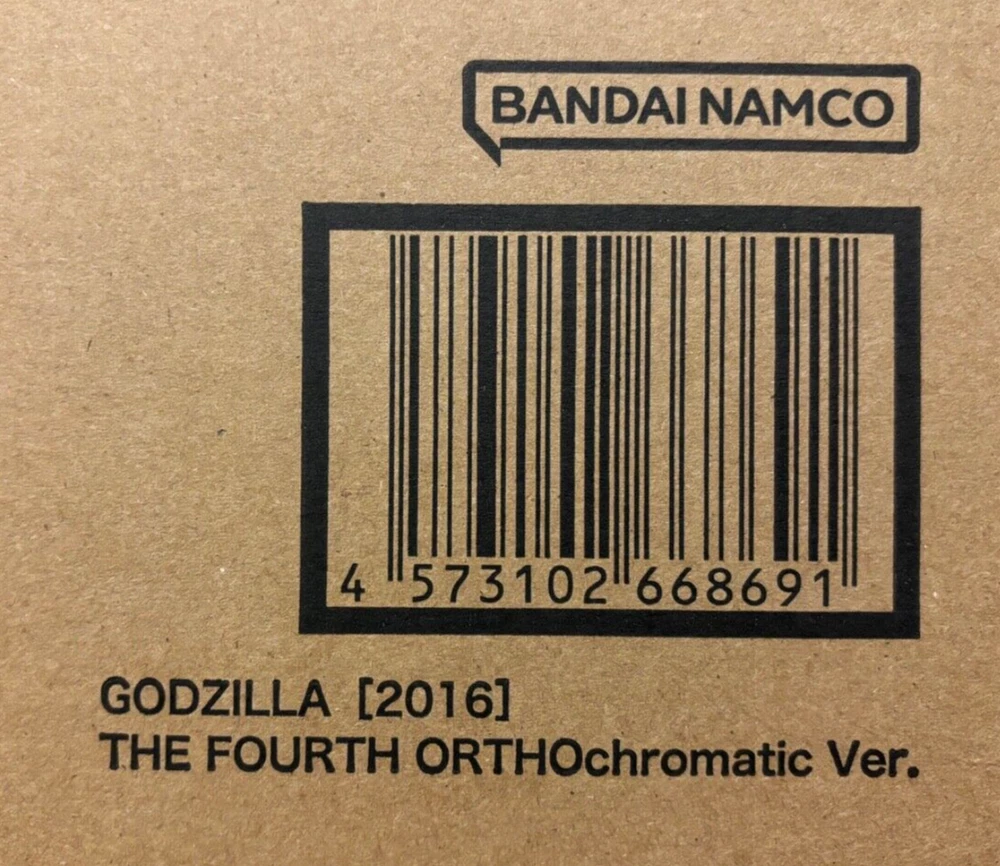 BANDAI NAMCO
4 573102 668691
GODZILLA [2016]
THE FOURTH ORTHOchromatic Ver.